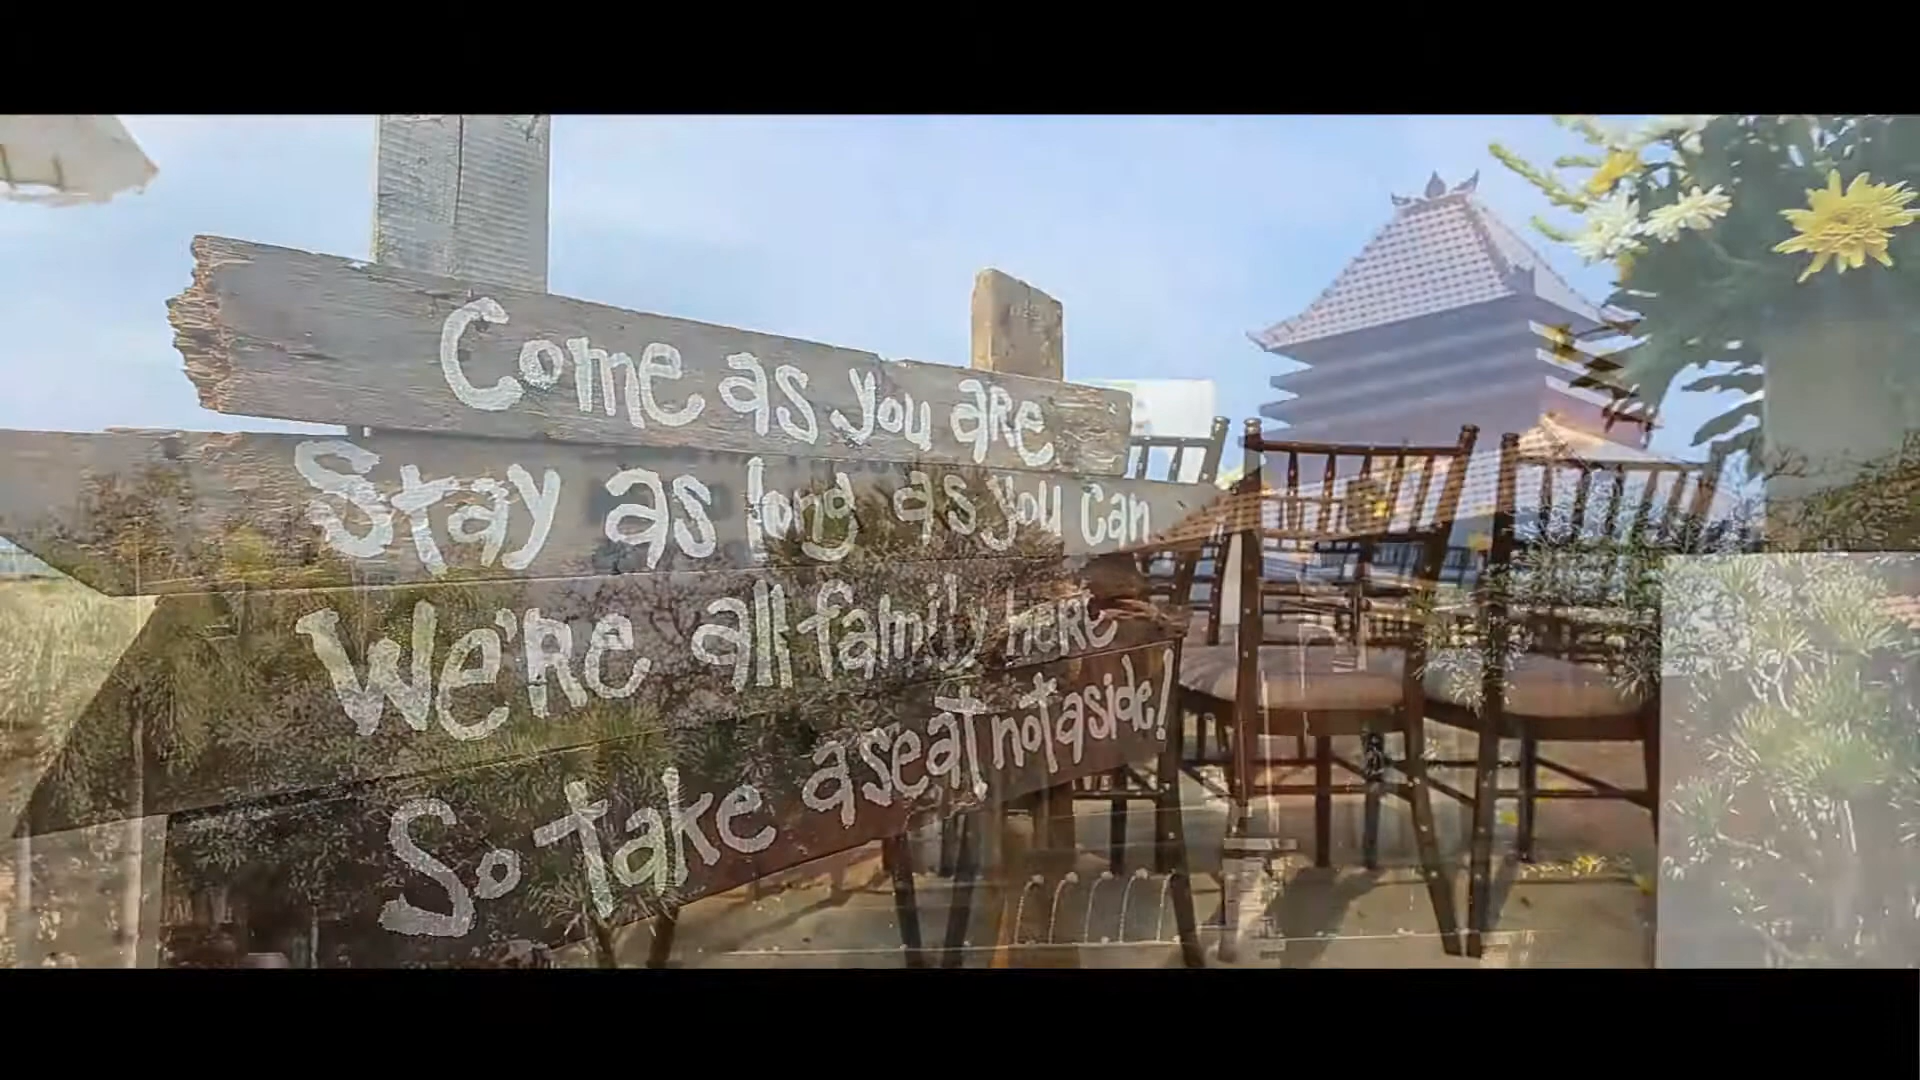 Come as you are
Stay as long as you can
We're all family here
So take a seat not a side!